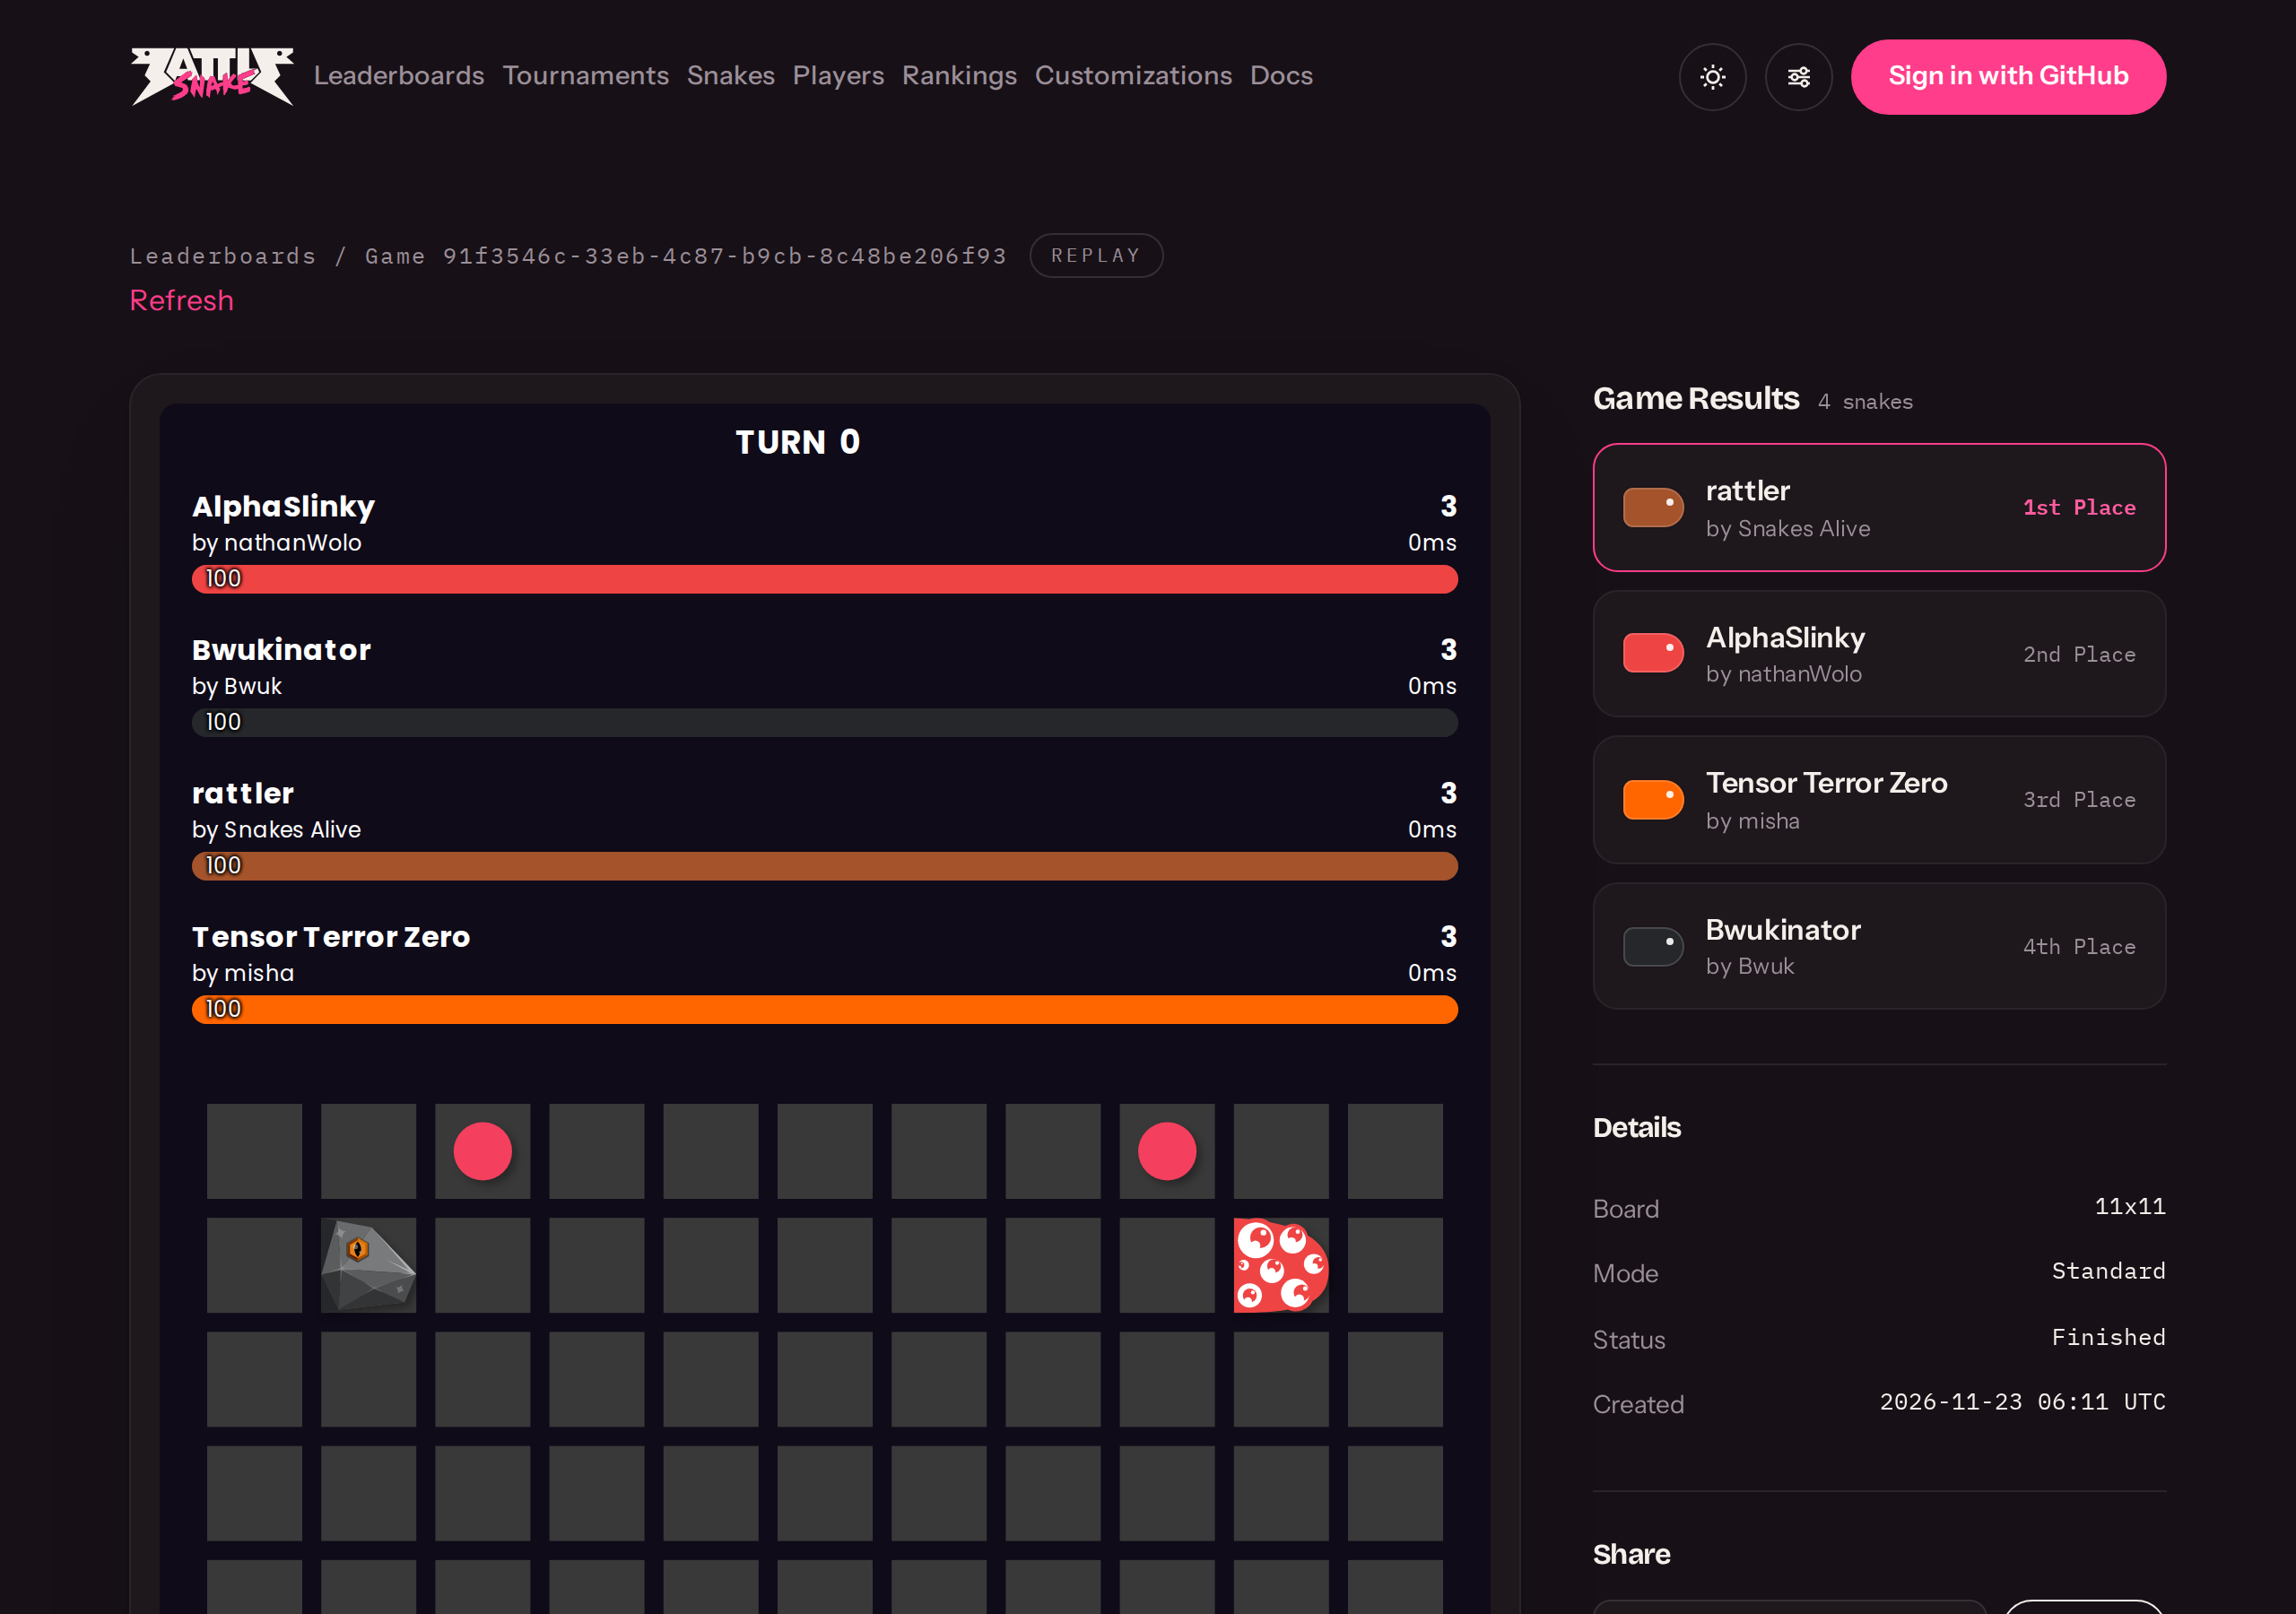 BATTLE
SNAKE
Leaderboards Tournaments Snakes Players Rankings Customizations Docs
Sign in with GitHub
Leaderboards / Game 91f3546c-33eb-4c87-b9cb-8c48be206f93 REPLAY
Refresh
TURN 0
AlphaSlinky 3
by nathanWolo 0ms
100
Bwukinator 3
by Bwuk 0ms
100
rattler 3
by Snakes Alive 0ms
100
Tensor Terror Zero 3
by misha 0ms
100
Game Results 4 snakes
rattler
by Snakes Alive
1st Place
AlphaSlinky
by nathanWolo
2nd Place
Tensor Terror Zero
by misha
3rd Place
Bwukinator
by Bwuk
4th Place
Details
Board 11x11
Mode Standard
Status Finished
Created 2026-11-23 06:11 UTC
Share